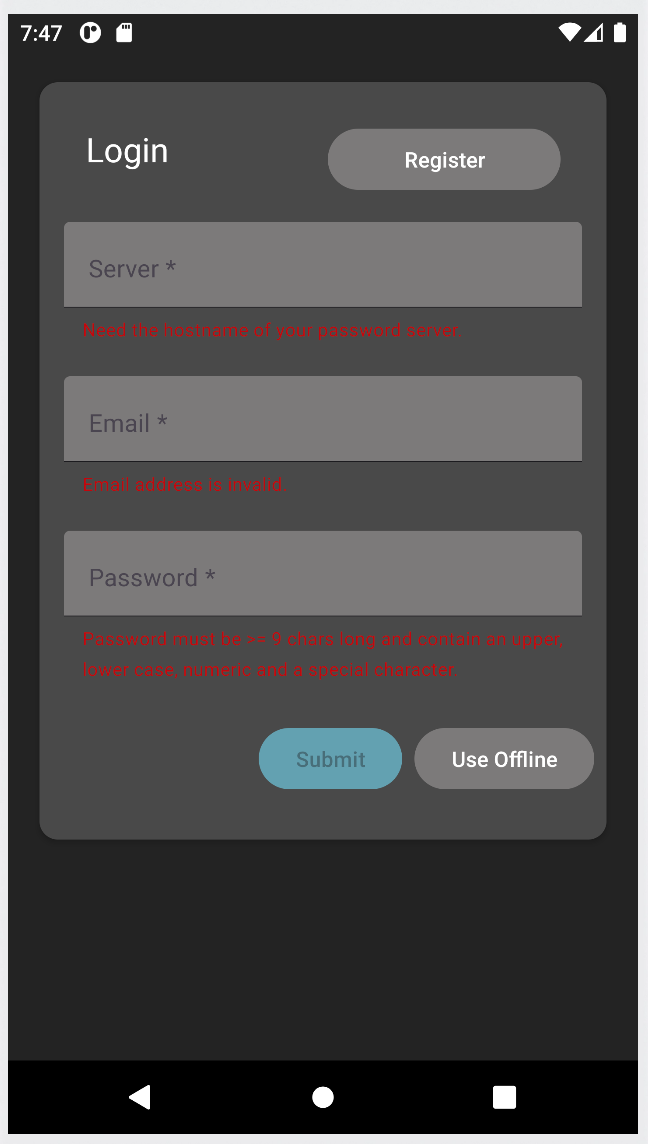 7:47
Login
Register
Server *
Need the hostname of your password server.
Email *
Email address is invalid.
Password *
Password must be >= 9 chars long and contain an upper,
lower case, numeric and a special character.
Submit
Use Offline